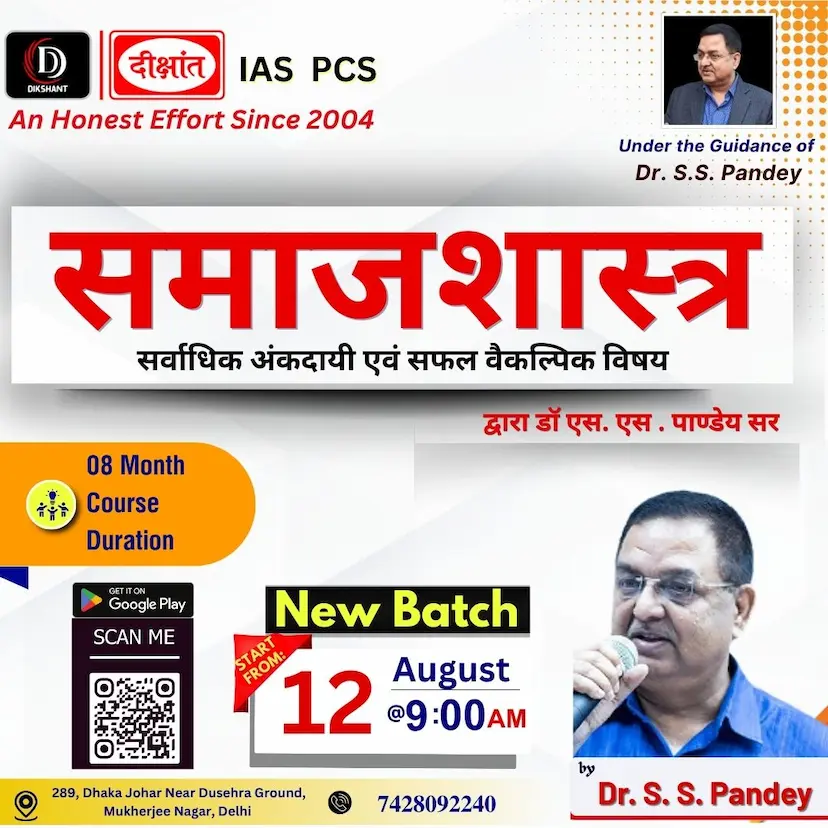 D
DIKSHANT
दीक्षांत
IAS PCS
An Honest Effort Since 2004
Under the Guidance of
Dr. S.S. Pandey
समाजशास्त्र
सर्वाधिक अंकदायी एवं सफल वैकल्पिक विषय
द्वारा डॉ एस. एस . पाण्डेय सर
08 Month
Course
Duration
GET IT ON
Google Play
SCAN ME
New Batch
START
FROM:
12
August
@9:00AM
by
Dr. S. S. Pandey
289, Dhaka Johar Near Dusehra Ground,
Mukherjee Nagar, Delhi
7428092240